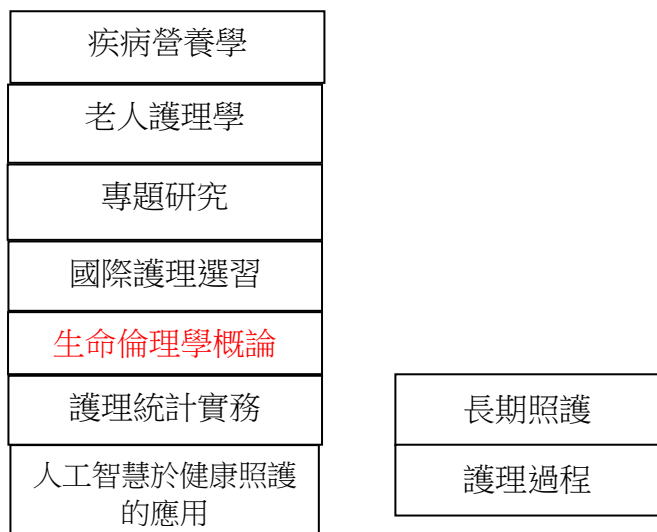 疾病營養學
老人護理學
專題研究
國際護理選習
生命倫理學概論
護理統計實務
人工智慧於健康照護
的應用
長期照護
護理過程